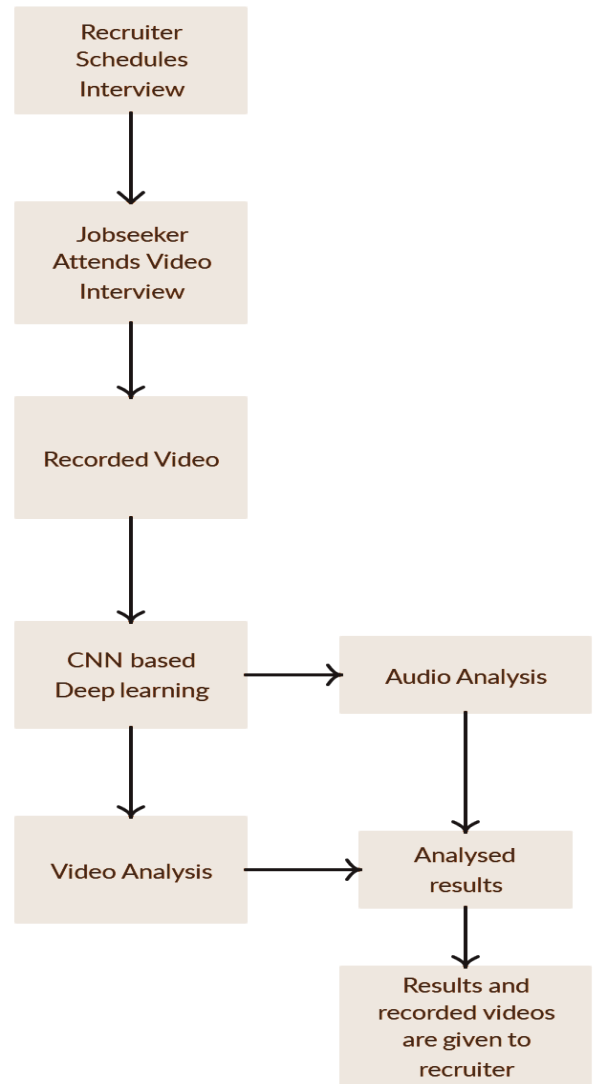 Recruiter
Schedules
Interview
Jobseeker
Attends Video
Interview
Recorded Video
CNN based
Deep learning
Audio Analysis
Video Analysis
Analysed
results
Results and
recorded videos
are given to
recruiter